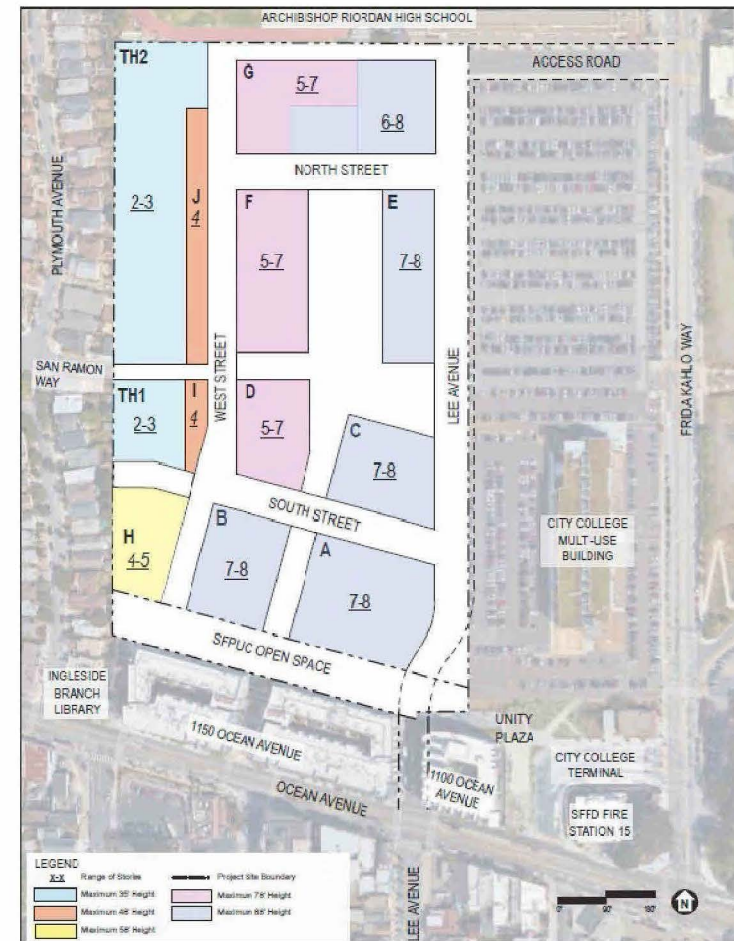 ARCHBISHOP RIORDAN HIGH SCHOOL
ACCESS ROAD
TH2
G
5-7
6-8
NORTH STREET
PLYMOUTH AVENUE
2-3
J
4
F
5-7
E
7-8
SAN RAMON
WAY
WEST STREET
LEE AVENUE
FRIDA KAHLO WAY
TH1
2-3
I
4
D
5-7
C
7-8
SOUTH STREET
H
4-5
B
7-8
A
7-8
CITY COLLEGE
MULT-USE
BUILDING
SFPUC OPEN SPACE
INGLESIDE
BRANCH
LIBRARY
1150 OCEAN AVENUE
UNITY
PLAZA
OCEAN AVENUE
1100 OCEAN
AVENUE
CITY COLLEGE
TERMINAL
SFFD FIRE
STATION 15
LEE AVENUE
LEGEND
X-X Range of Stories
Project Site Boundary
Maximum 35' Height
Maximum 78' Height
Maximum 48' Height
Maximum 88' Height
Maximum 58' Height
0' 90' 180'
N